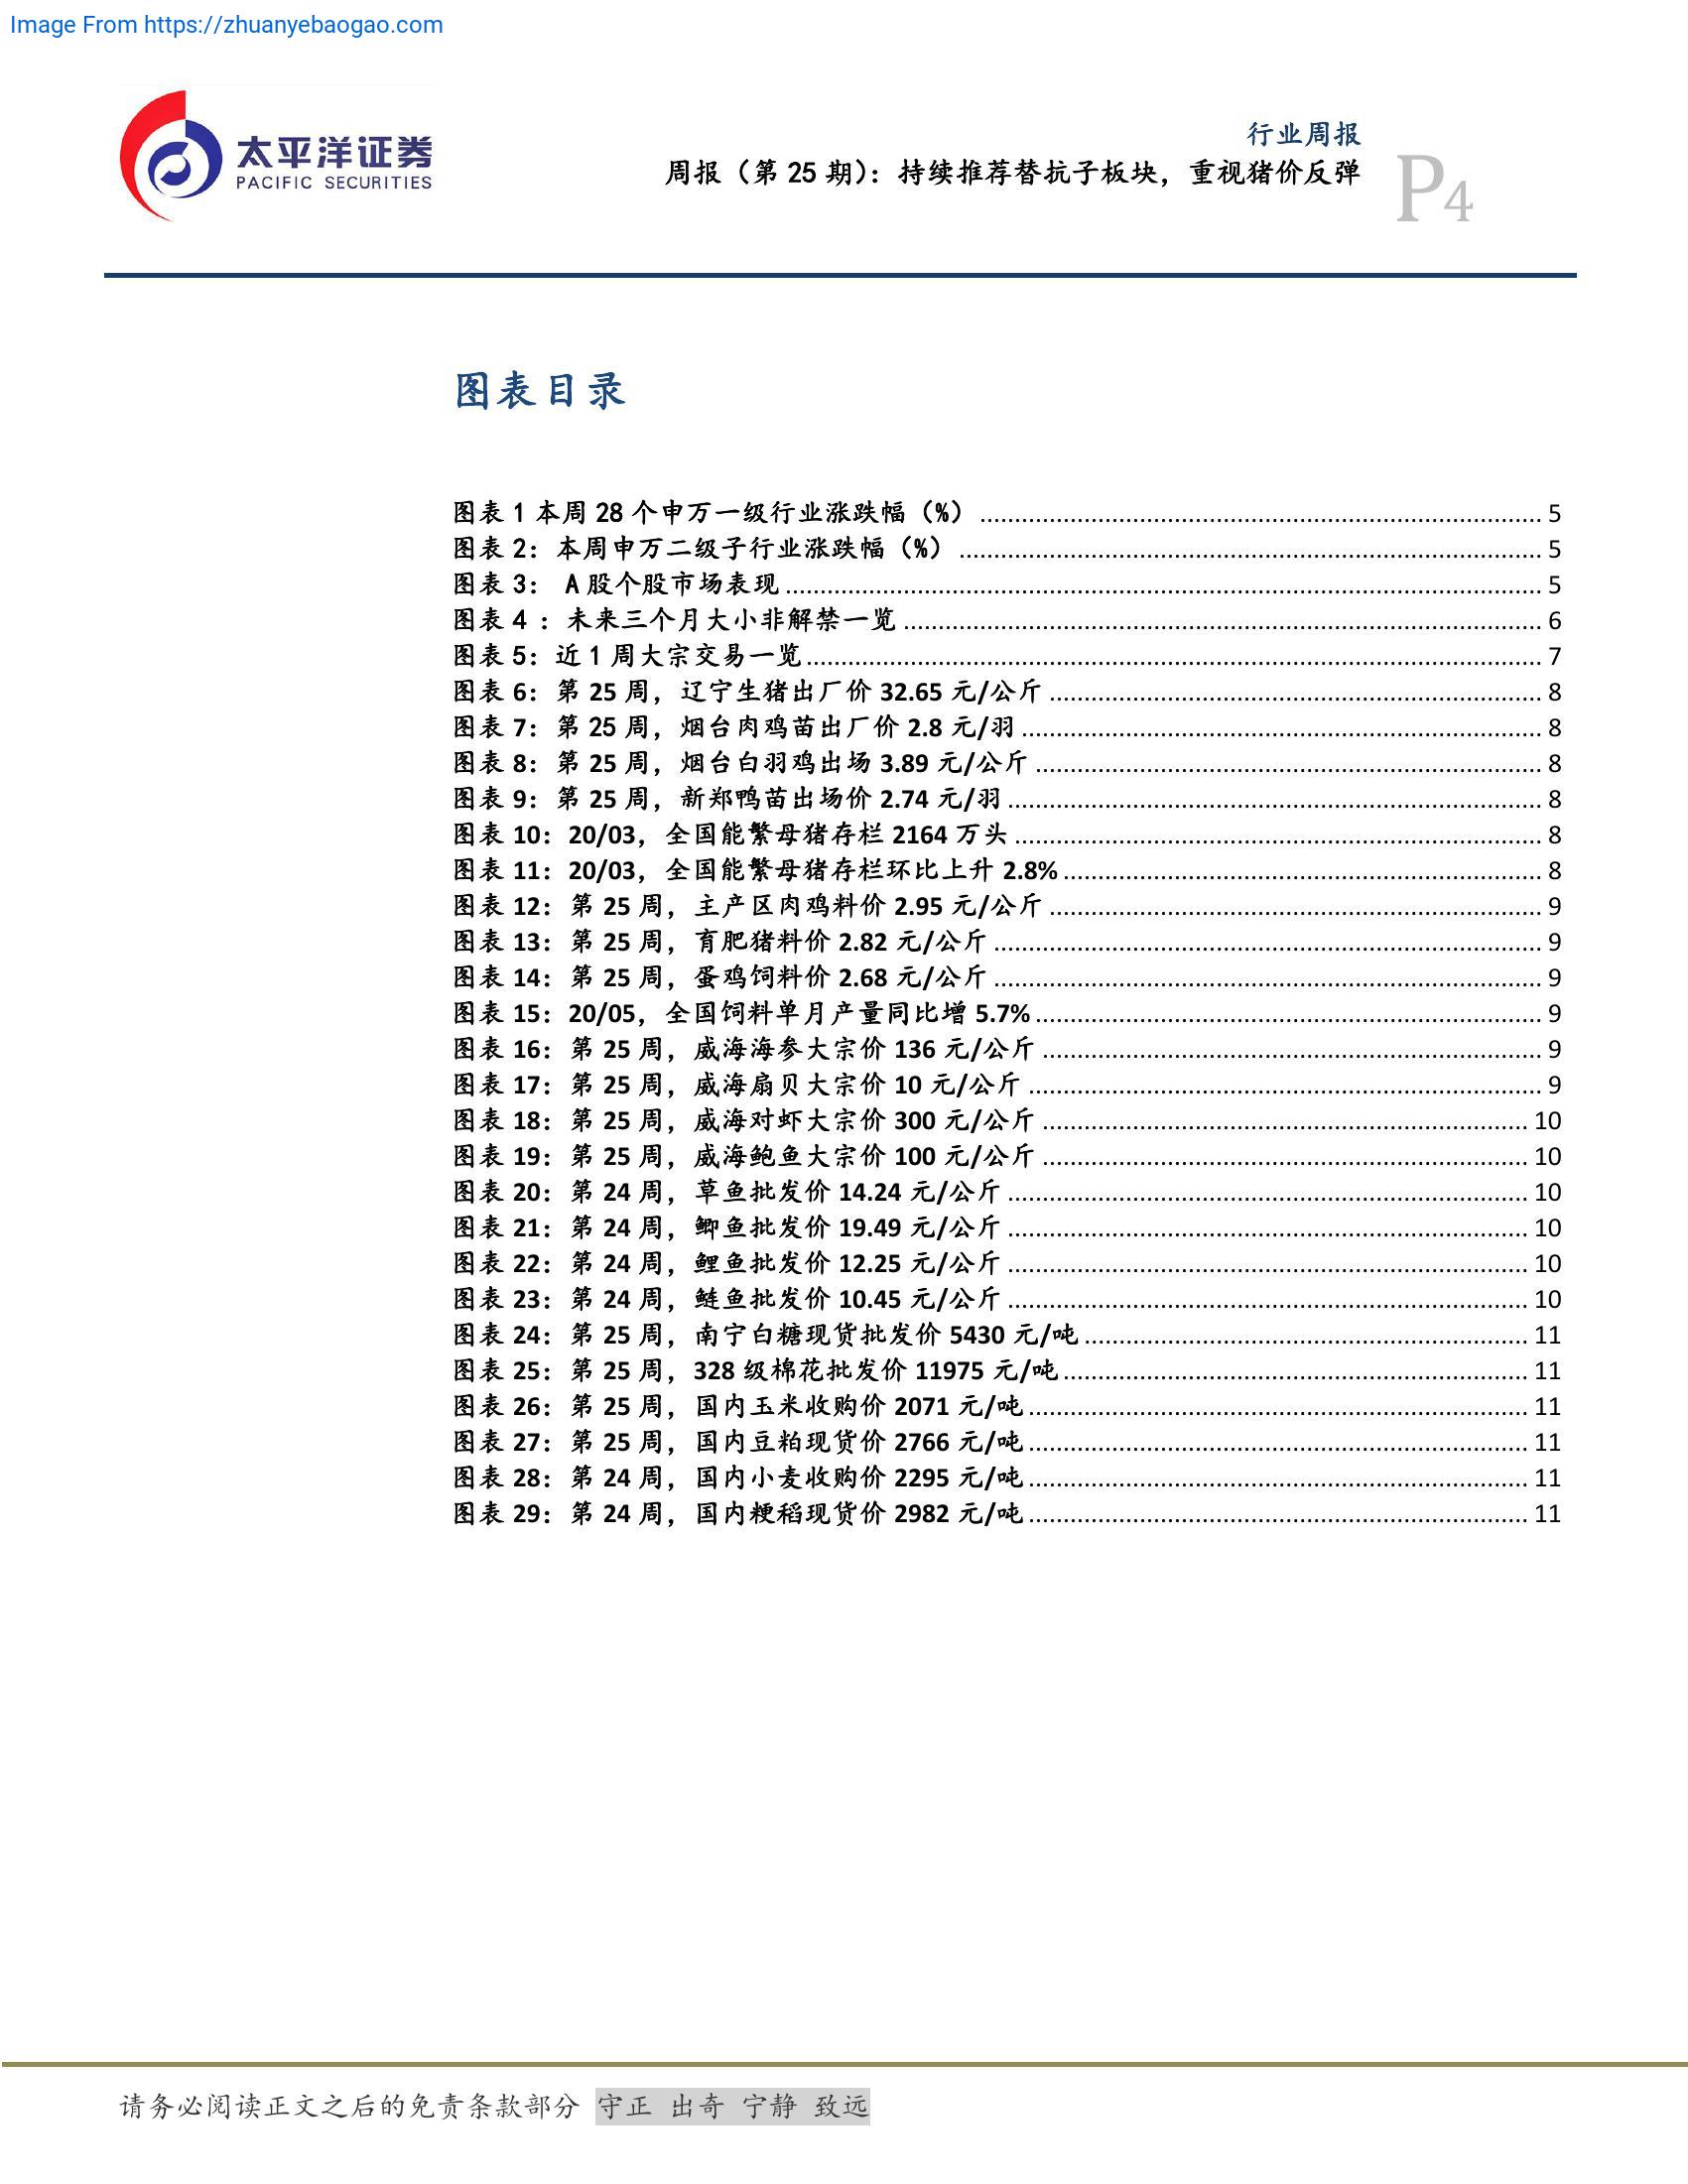 Image From https://zhuanyebaogao.com
太平洋证券
PACIFIC SECURITIES
行业周报
周报（第 25 期）：持续推荐替抗子板块，重视猪价反弹
P4
图表目录
图表 1 本周 28 个申万一级行业涨跌幅（%） 5
图表 2：本周申万二级子行业涨跌幅（%） 5
图表 3： A 股个股市场表现 5
图表 4 ：未来三个月大小非解禁一览 6
图表 5：近 1 周大宗交易一览 7
图表 6：第 25 周，辽宁生猪出厂价 32.65 元/公斤 8
图表 7：第 25 周，烟台肉鸡苗出厂价 2.8 元/羽 8
图表 8：第 25 周，烟台白羽鸡出场 3.89 元/公斤 8
图表 9：第 25 周，新郑鸭苗出场价 2.74 元/羽 8
图表 10：20/03，全国能繁母猪存栏 2164 万头 8
图表 11：20/03，全国能繁母猪存栏环比上升 2.8% 8
图表 12：第 25 周，主产区肉鸡料价 2.95 元/公斤 9
图表 13：第 25 周，育肥猪料价 2.82 元/公斤 9
图表 14：第 25 周，蛋鸡饲料价 2.68 元/公斤 9
图表 15：20/05，全国饲料单月产量同比增 5.7% 9
图表 16：第 25 周，威海海参大宗价 136 元/公斤 9
图表 17：第 25 周，威海扇贝大宗价 10 元/公斤 9
图表 18：第 25 周，威海对虾大宗价 300 元/公斤 10
图表 19：第 25 周，威海鲍鱼大宗价 100 元/公斤 10
图表 20：第 24 周，草鱼批发价 14.24 元/公斤 10
图表 21：第 24 周，鲫鱼批发价 19.49 元/公斤 10
图表 22：第 24 周，鲤鱼批发价 12.25 元/公斤 10
图表 23：第 24 周，鲢鱼批发价 10.45 元/公斤 10
图表 24：第 25 周，南宁白糖现货批发价 5430 元/吨 11
图表 25：第 25 周，328 级棉花批发价 11975 元/吨 11
图表 26：第 25 周，国内玉米收购价 2071 元/吨 11
图表 27：第 25 周，国内豆粕现货价 2766 元/吨 11
图表 28：第 24 周，国内小麦收购价 2295 元/吨 11
图表 29：第 24 周，国内粳稻现货价 2982 元/吨 11
请务必阅读正文之后的免责条款部分 守正 出奇 宁静 致远